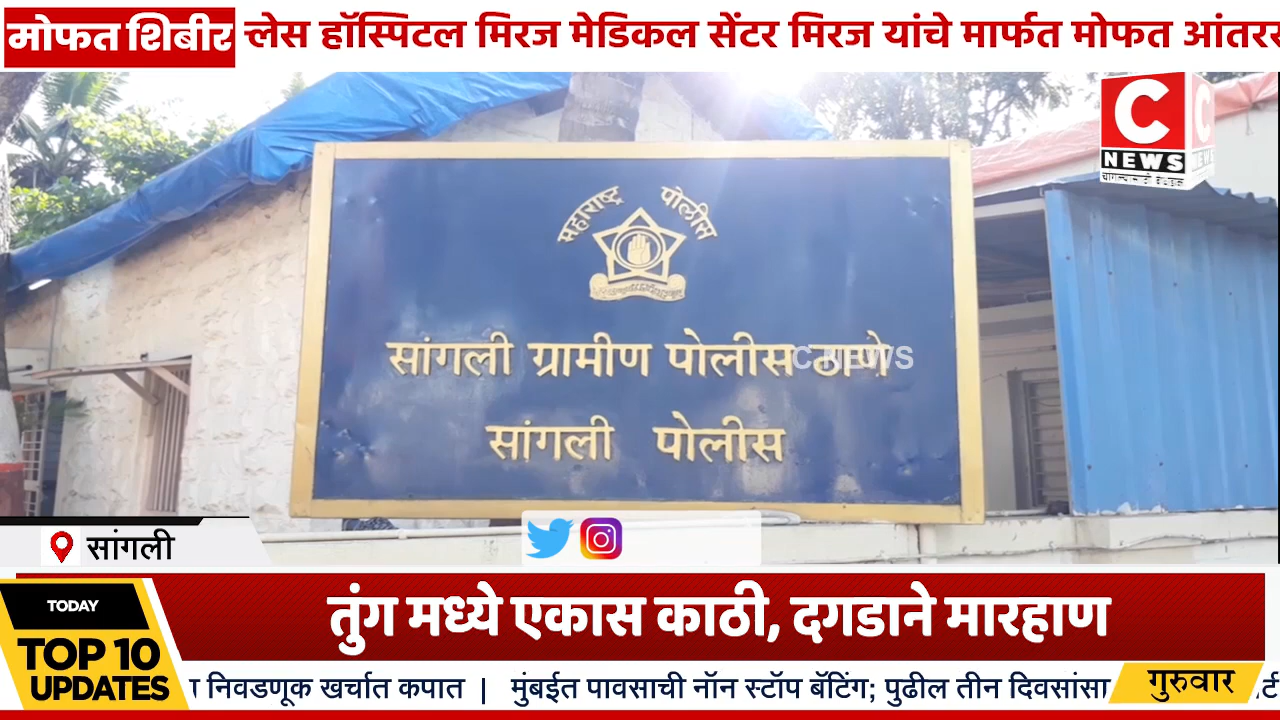 मोफत शिबीर
हॉस्पिटल मिरज मेडिकल सेंटर मिरज यांचे मार्फत मोफत
C
NEWS
महाराष्ट्र पोलीस
सांगली ग्रामीण पोलीस ठाणे
C NEWS
सांगली पोलीस
सांगली
TODAY
TOP 10
UPDATES
तुंग मध्ये एकास काठी, दगडाने मारहाण
निवडणूक खर्चात कपात | मुंबईत पावसाची नॉन स्टॉप बॅटिंग; पुढील तीन दिवसांसा
गुरुवार